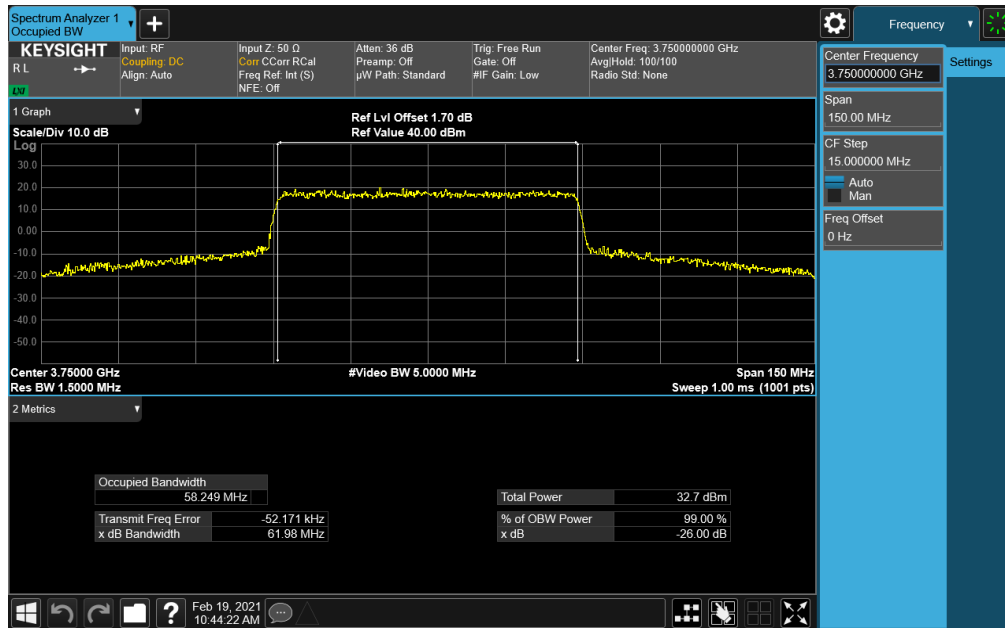 Spectrum Analyzer 1
Occupied BW
Frequency
KEYSIGHT
R L
LXI
Input: RF
Coupling: DC
Align: Auto
Input Z: 50 Ω
Corr CCorr RCal
Freq Ref: Int (S)
NFE: Off
Atten: 36 dB
Preamp: Off
µW Path: Standard
Trig: Free Run
Gate: Off
#IF Gain: Low
Center Freq: 3.750000000 GHz
Avg|Hold: 100/100
Radio Std: None
Center Frequency
3.750000000 GHz
Settings
Span
150.00 MHz
CF Step
15.000000 MHz
Auto
Man
Freq Offset
0 Hz
1 Graph
Scale/Div 10.0 dB
Ref Lvl Offset 1.70 dB
Ref Value 40.00 dBm
Log
30.0
20.0
10.0
0.00
-10.0
-20.0
-30.0
-40.0
-50.0
Center 3.75000 GHz
Res BW 1.5000 MHz
#Video BW 5.0000 MHz
Span 150 MHz
Sweep 1.00 ms (1001 pts)
2 Metrics
Occupied Bandwidth
58.249 MHz
Transmit Freq Error -52.171 kHz
x dB Bandwidth 61.98 MHz
Total Power 32.7 dBm
% of OBW Power 99.00 %
x dB -26.00 dB
?
Feb 19, 2021
10:44:22 AM